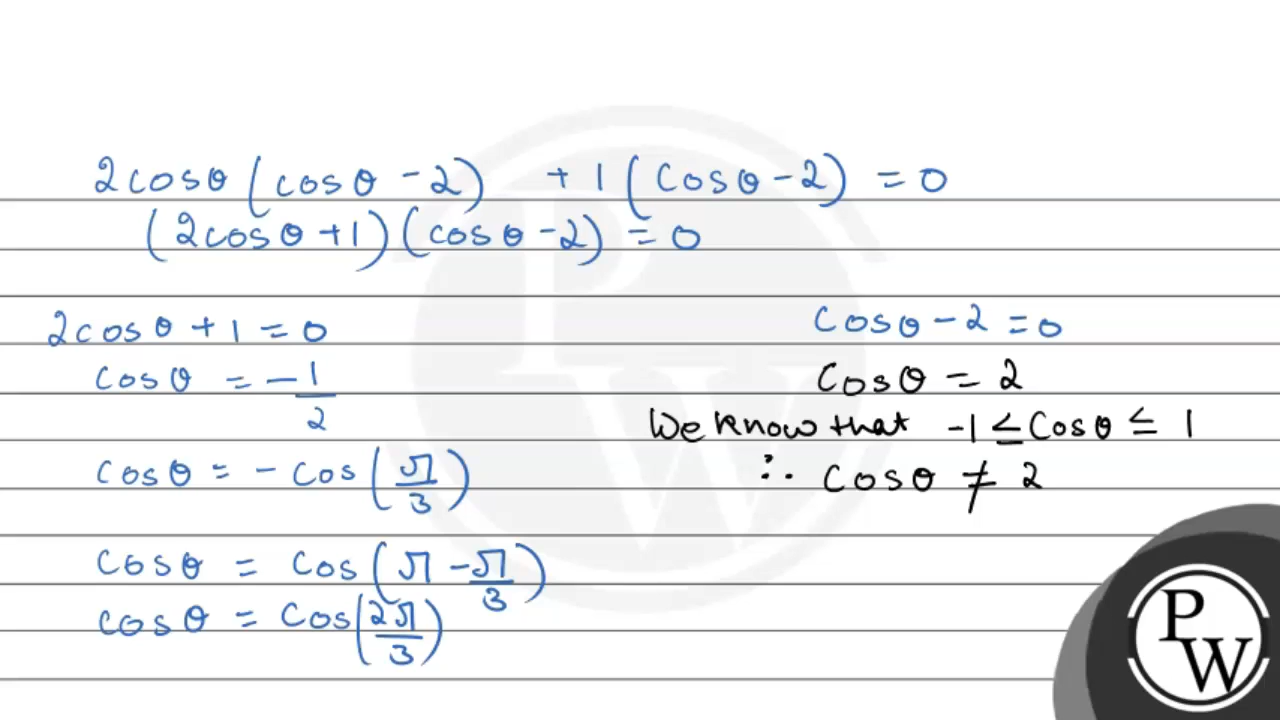 2cosθ(cosθ-2) +1(cosθ-2) =0
(2cosθ+1)(cosθ-2)=0
2cosθ+1=0
cosθ = -1/2
cosθ = -cos(π/3)
cosθ = cos(π-π/3)
cosθ = cos(2π/3)
cosθ-2=0
cosθ = 2
We know that -1 ≤ cosθ ≤ 1
∴ cosθ ≠ 2
P
W